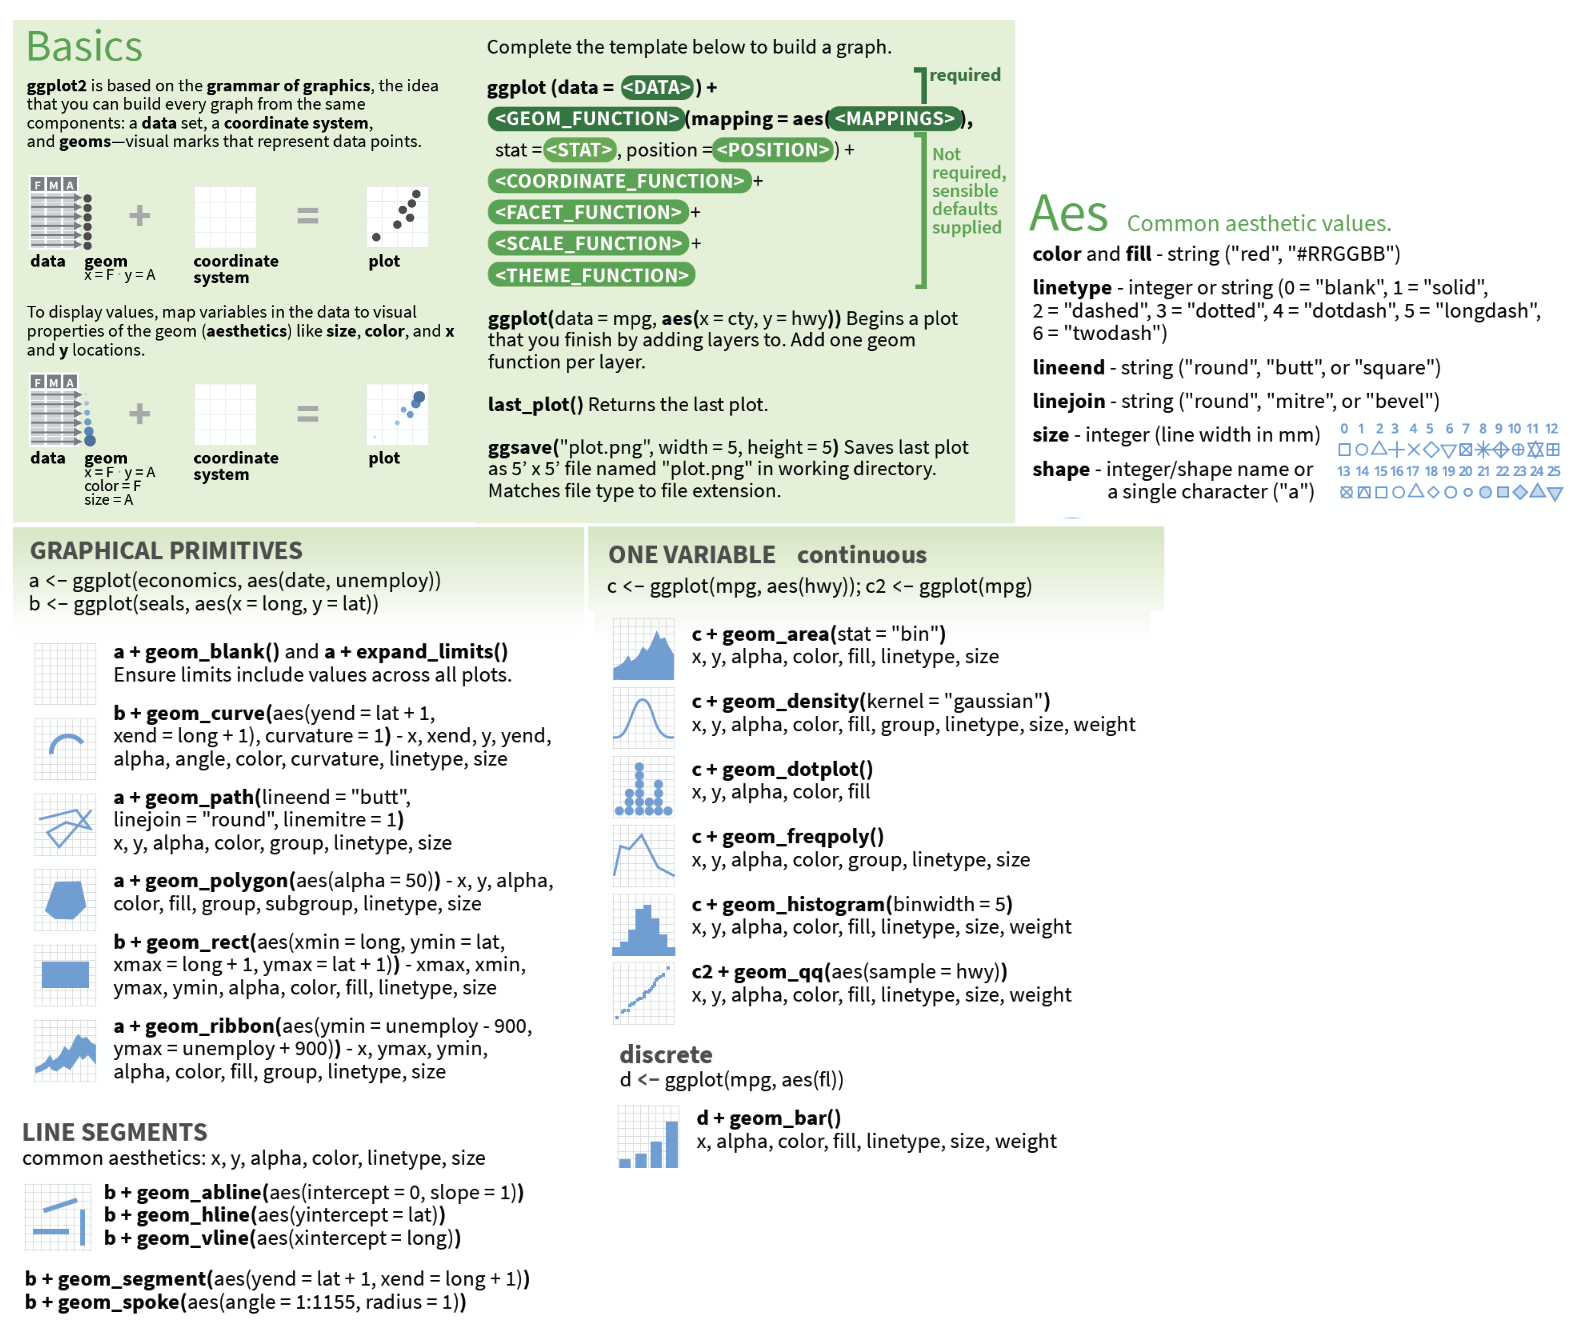 Basics
ggplot2 is based on the grammar of graphics, the idea
that you can build every graph from the same
components: a data set, a coordinate system,
and geoms—visual marks that represent data points.
F M A
+ =
data geom coordinate plot
x = F · y = A system
To display values, map variables in the data to visual
properties of the geom (aesthetics) like size, color, and x
and y locations.
F M A
+ =
data geom coordinate plot
x = F · y = A system
color = F
size = A
Complete the template below to build a graph.
required
ggplot (data = <DATA> ) +
<GEOM_FUNCTION> (mapping = aes( <MAPPINGS> ),
stat = <STAT> , position = <POSITION> ) +
<COORDINATE_FUNCTION> +
<FACET_FUNCTION> +
<SCALE_FUNCTION> +
<THEME_FUNCTION>
Not
required,
sensible
defaults
supplied
ggplot(data = mpg, aes(x = cty, y = hwy)) Begins a plot
that you finish by adding layers to. Add one geom
function per layer.
last_plot() Returns the last plot.
ggsave("plot.png", width = 5, height = 5) Saves last plot
as 5’ x 5’ file named "plot.png" in working directory.
Matches file type to file extension.
Aes Common aesthetic values.
color and fill - string ("red", "#RRGGBB")
linetype - integer or string (0 = "blank", 1 = "solid",
2 = "dashed", 3 = "dotted", 4 = "dotdash", 5 = "longdash",
6 = "twodash")
lineend - string ("round", "butt", or "square")
linejoin - string ("round", "mitre", or "bevel")
size - integer (line width in mm)
shape - integer/shape name or
a single character ("a")
0 1 2 3 4 5 6 7 8 9 10 11 12
13 14 15 16 17 18 19 20 21 22 23 24 25
GRAPHICAL PRIMITIVES
a <- ggplot(economics, aes(date, unemploy))
b <- ggplot(seals, aes(x = long, y = lat))
a + geom_blank() and a + expand_limits()
Ensure limits include values across all plots.
b + geom_curve(aes(yend = lat + 1,
xend = long + 1), curvature = 1) - x, xend, y, yend,
alpha, angle, color, curvature, linetype, size
a + geom_path(lineend = "butt",
linejoin = "round", linemitre = 1)
x, y, alpha, color, group, linetype, size
a + geom_polygon(aes(alpha = 50)) - x, y, alpha,
color, fill, group, subgroup, linetype, size
b + geom_rect(aes(xmin = long, ymin = lat,
xmax = long + 1, ymax = lat + 1)) - xmax, xmin,
ymax, ymin, alpha, color, fill, linetype, size
a + geom_ribbon(aes(ymin = unemploy - 900,
ymax = unemploy + 900)) - x, ymax, ymin,
alpha, color, fill, group, linetype, size
LINE SEGMENTS
common aesthetics: x, y, alpha, color, linetype, size
b + geom_abline(aes(intercept = 0, slope = 1))
b + geom_hline(aes(yintercept = lat))
b + geom_vline(aes(xintercept = long))
b + geom_segment(aes(yend = lat + 1, xend = long + 1))
b + geom_spoke(aes(angle = 1:1155, radius = 1))
ONE VARIABLE continuous
c <- ggplot(mpg, aes(hwy)); c2 <- ggplot(mpg)
c + geom_area(stat = "bin")
x, y, alpha, color, fill, linetype, size
c + geom_density(kernel = "gaussian")
x, y, alpha, color, fill, group, linetype, size, weight
c + geom_dotplot()
x, y, alpha, color, fill
c + geom_freqpoly()
x, y, alpha, color, group, linetype, size
c + geom_histogram(binwidth = 5)
x, y, alpha, color, fill, linetype, size, weight
c2 + geom_qq(aes(sample = hwy))
x, y, alpha, color, fill, linetype, size, weight
discrete
d <- ggplot(mpg, aes(fl))
d + geom_bar()
x, alpha, color, fill, linetype, size, weight